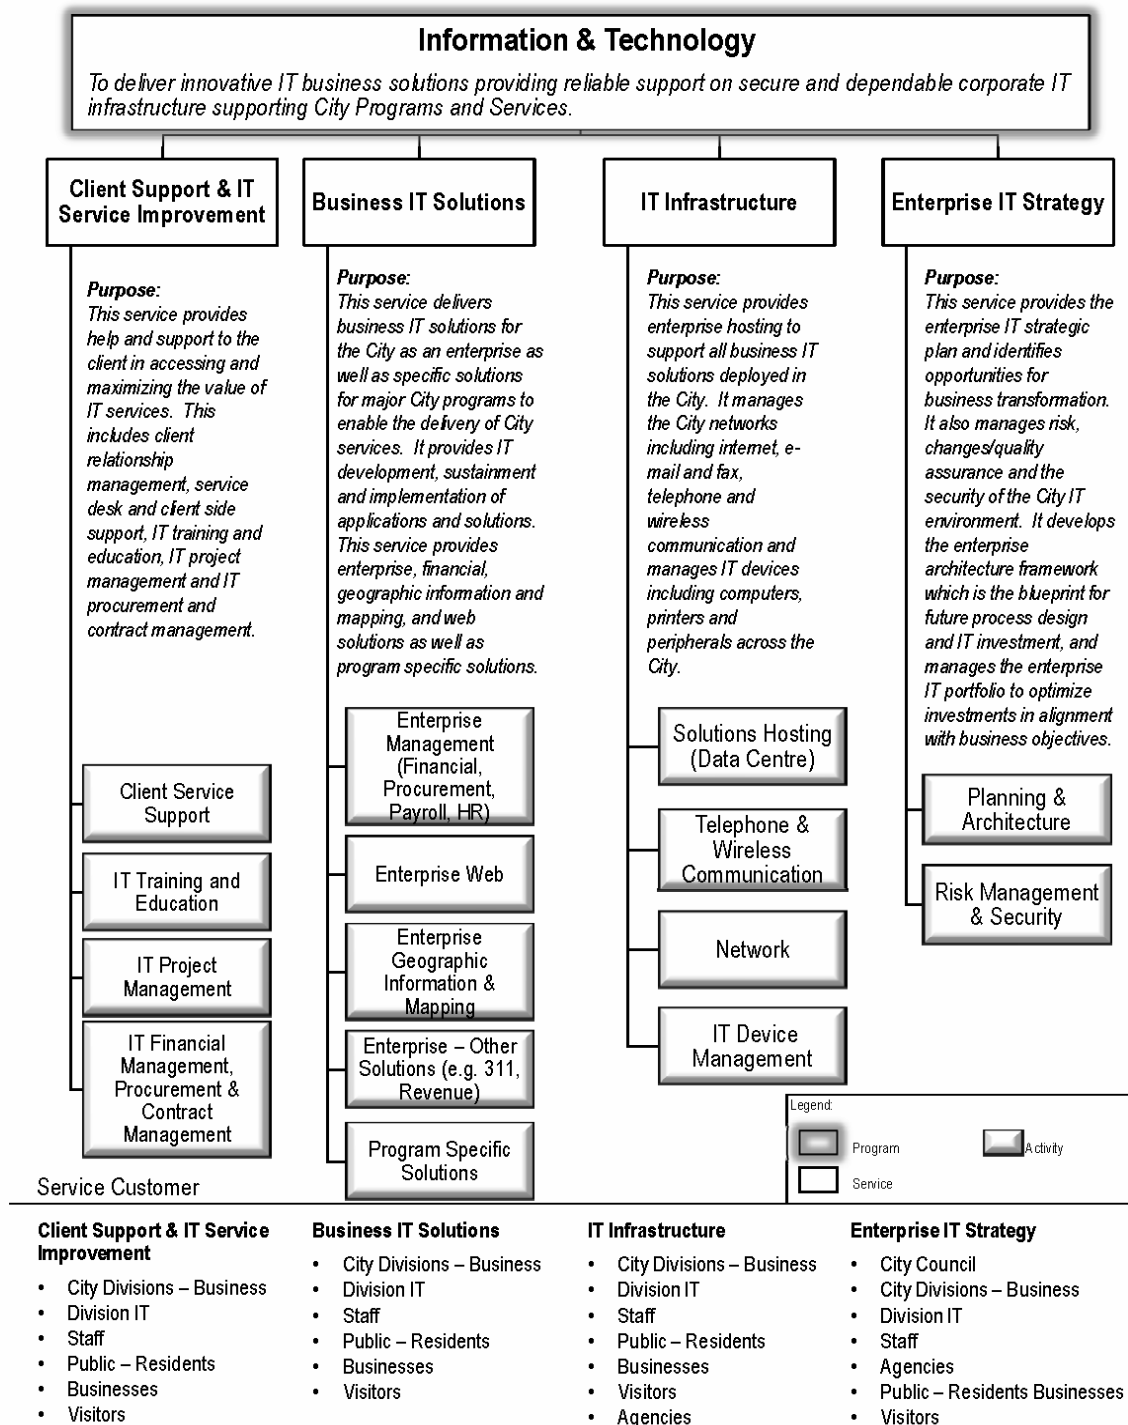 Information & Technology
To deliver innovative IT business solutions providing reliable support on secure and dependable corporate IT
infrastructure supporting City Programs and Services.
Client Support & IT
Service Improvement
Purpose:
This service provides
help and support to the
client in accessing and
maximizing the value of
IT services. This
includes client
relationship
management, service
desk and client side
support, IT training and
education, IT project
management and IT
procurement and
contract management.
Client Service
Support
IT Training and
Education
IT Project
Management
IT Financial
Management,
Procurement &
Contract
Management
Business IT Solutions
Purpose:
This service delivers
business IT solutions for
the City as an enterprise as
well as specific solutions
for major City programs to
enable the delivery of City
services. It provides IT
development, sustainment
and implementation of
applications and solutions.
This service provides
enterprise, financial,
geographic information and
mapping, and web
solutions as well as
program specific solutions.
Enterprise
Management
(Financial,
Procurement,
Payroll, HR)
Enterprise Web
Enterprise
Geographic
Information &
Mapping
Enterprise – Other
Solutions (e.g. 311,
Revenue)
Program Specific
Solutions
IT Infrastructure
Purpose:
This service provides
enterprise hosting to
support all business IT
solutions deployed in
the City. It manages
the City networks
including internet, e-
mail and fax,
telephone and
wireless
communication and
manages IT devices
including computers,
printers and
peripherals across the
City.
Solutions Hosting
(Data Centre)
Telephone &
Wireless
Communication
Network
IT Device
Management
Enterprise IT Strategy
Purpose:
This service provides the
enterprise IT strategic
plan and identifies
opportunities for
business transformation.
It also manages risk,
changes/quality
assurance and the
security of the City IT
environment. It develops
the enterprise
architecture framework
which is the blueprint for
future process design
and IT investment, and
manages the enterprise
IT portfolio to optimize
investments in alignment
with business objectives.
Planning &
Architecture
Risk Management
& Security
Legend:
Program
Activity
Service
Service Customer
Client Support & IT Service
Improvement
• City Divisions – Business
• Division IT
• Staff
• Public – Residents
• Businesses
• Visitors
Business IT Solutions
• City Divisions – Business
• Division IT
• Staff
• Public – Residents
• Businesses
• Visitors
IT Infrastructure
• City Divisions – Business
• Division IT
• Staff
• Public – Residents
• Businesses
• Visitors
• Agencies
Enterprise IT Strategy
• City Council
• City Divisions – Business
• Division IT
• Staff
• Agencies
• Public – Residents Businesses
• Visitors